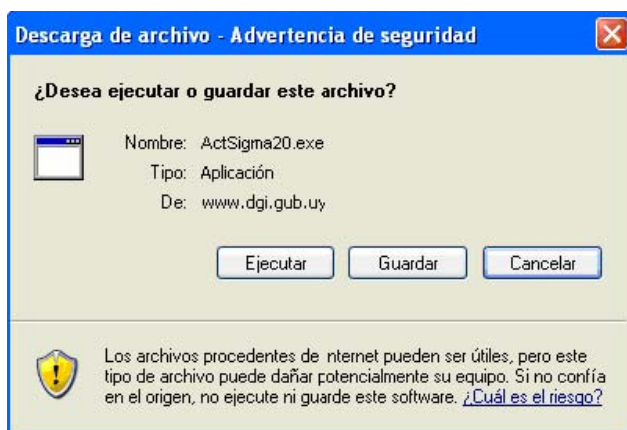 Descarga de archivo - Advertencia de seguridad
¿Desea ejecutar o guardar este archivo?
Nombre: ActSigma20.exe
Tipo: Aplicación
De: www.dgi.gub.uy
Ejecutar Guardar Cancelar
Los archivos procedentes de nternet pueden ser útiles, pero este
tipo de archivo puede dañar potencialmente su equipo. Si no confía
en el origen, no ejecute ni guarde este software. ¿Cuál es el riesgo?